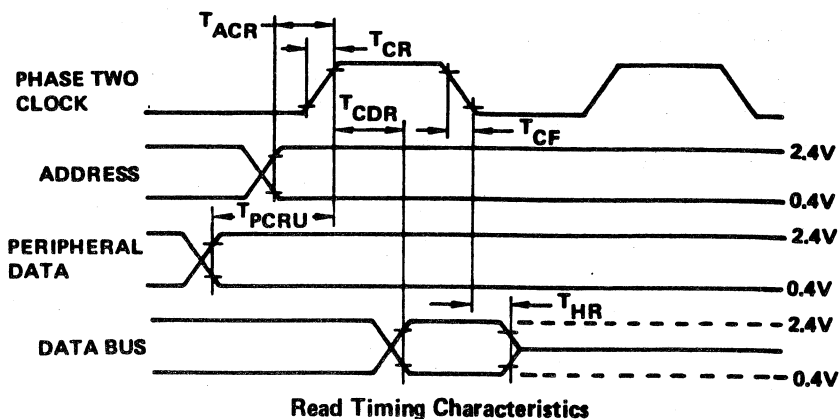 TACR
TCR
PHASE TWO
CLOCK
TCDR
TCF
2.4V
ADDRESS
0.4V
TPCRU
2.4V
PERIPHERAL
DATA
0.4V
THR
2.4V
DATA BUS
0.4V
Read Timing Characteristics